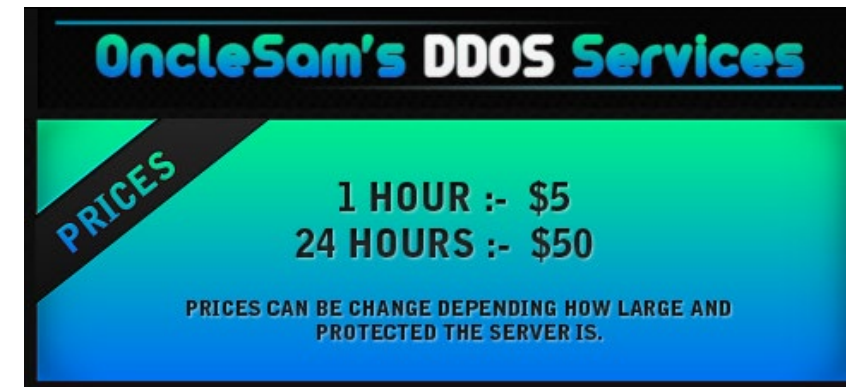 OncleSam's DDOS Services
PRICES
1 HOUR :- $5
24 HOURS :- $50
PRICES CAN BE CHANGE DEPENDING HOW LARGE AND
PROTECTED THE SERVER IS.